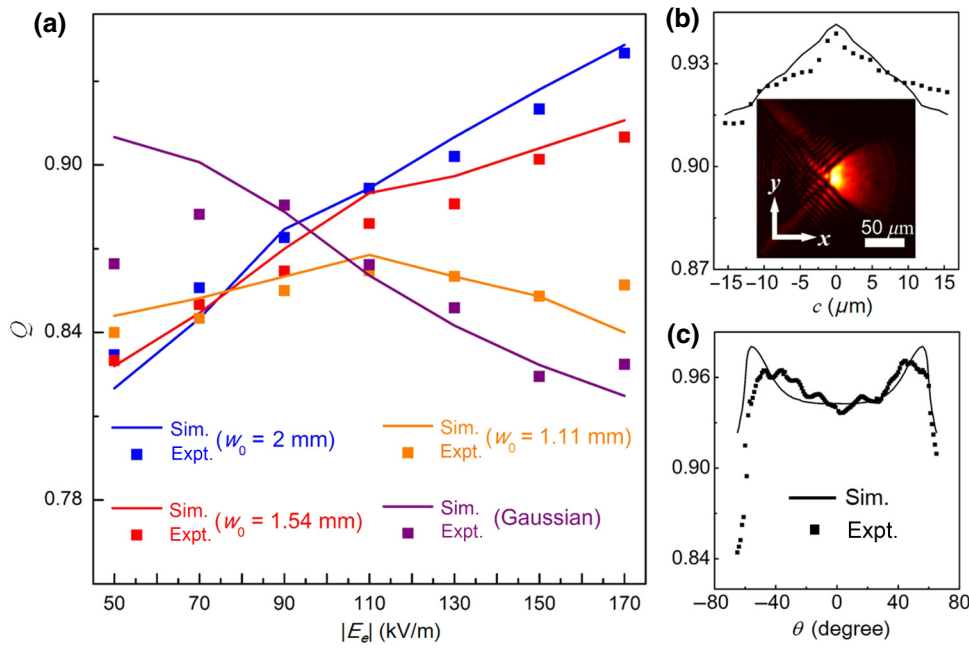 (a)
Q
0.90
0.84
0.78
Sim. (w₀ = 2 mm)
Expt.
Sim. (w₀ = 1.11 mm)
Expt.
Sim. (w₀ = 1.54 mm)
Expt.
Sim. (Gaussian)
Expt.
50 70 90 110 130 150 170
|Eₑ| (kV/m)
(b)
0.93
0.90
0.87
y
x
50 μm
−15 −10 −5 0 5 10 15
c (μm)
(c)
0.96
0.90
0.84
Sim.
Expt.
−80 −40 0 40 80
θ (degree)